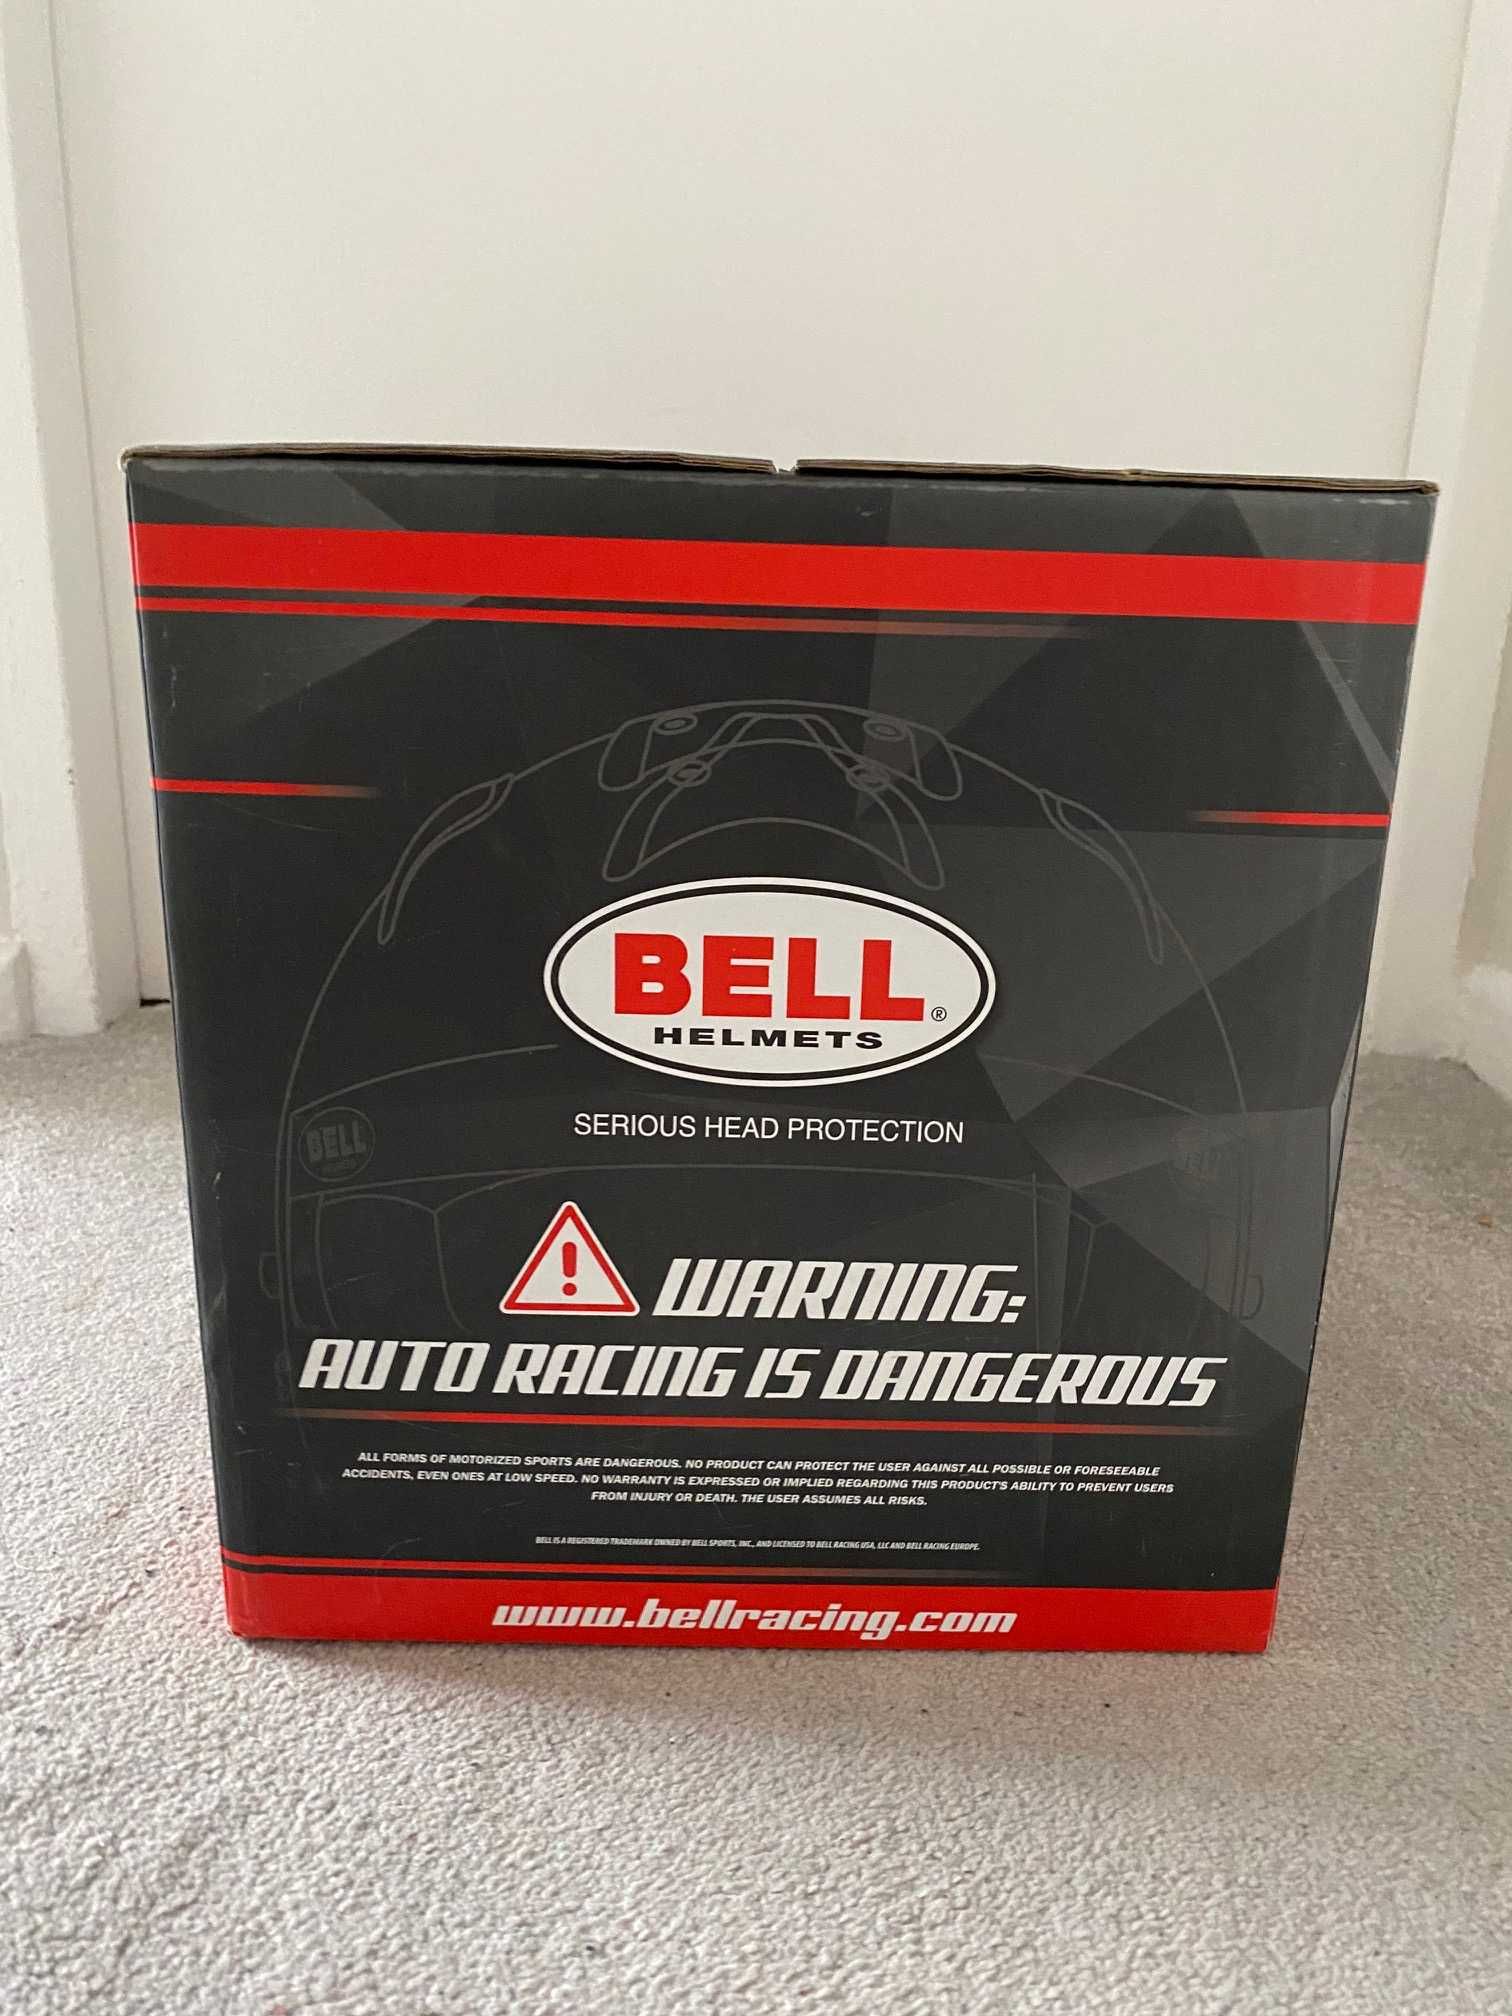 BELL®
HELMETS
SERIOUS HEAD PROTECTION
BELL
WARNING:
AUTO RACING IS DANGEROUS
ALL FORMS OF MOTORIZED SPORTS ARE DANGEROUS. NO PRODUCT CAN PROTECT THE USER AGAINST ALL POSSIBLE OR FORESEEABLE
ACCIDENTS, EVEN ONES AT LOW SPEED. NO WARRANTY IS EXPRESSED OR IMPLIED REGARDING THIS PRODUCT'S ABILITY TO PREVENT USERS
FROM INJURY OR DEATH. THE USER ASSUMES ALL RISKS.
BELL IS A REGISTERED TRADEMARK OWNED BY BELL SPORTS, INC., AND LICENSED TO BELL RACING USA, LLC AND BELL RACING EUROPE.
www.bellracing.com